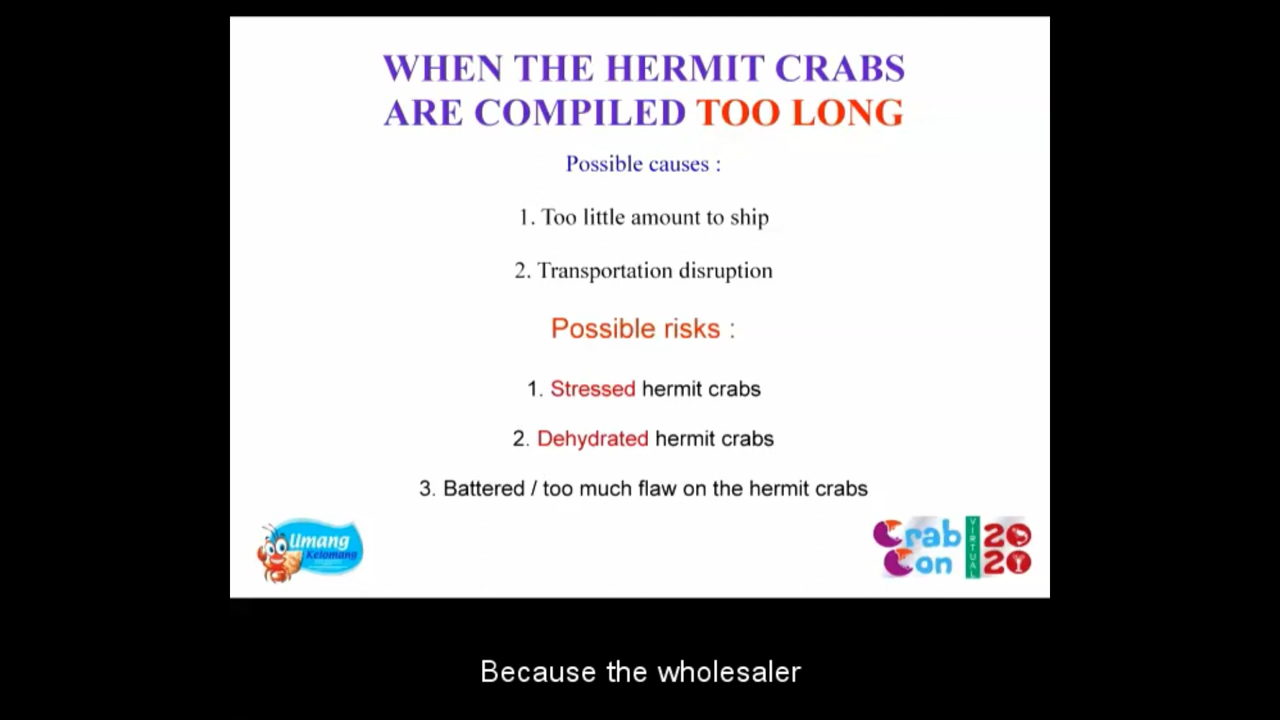 WHEN THE HERMIT CRABS
ARE COMPILED TOO LONG
Possible causes :
1. Too little amount to ship
2. Transportation disruption
Possible risks :
1. Stressed hermit crabs
2. Dehydrated hermit crabs
3. Battered / too much flaw on the hermit crabs
Umang
Kelomang
Crab
Con
VIRTUAL
20
20
Because the wholesaler